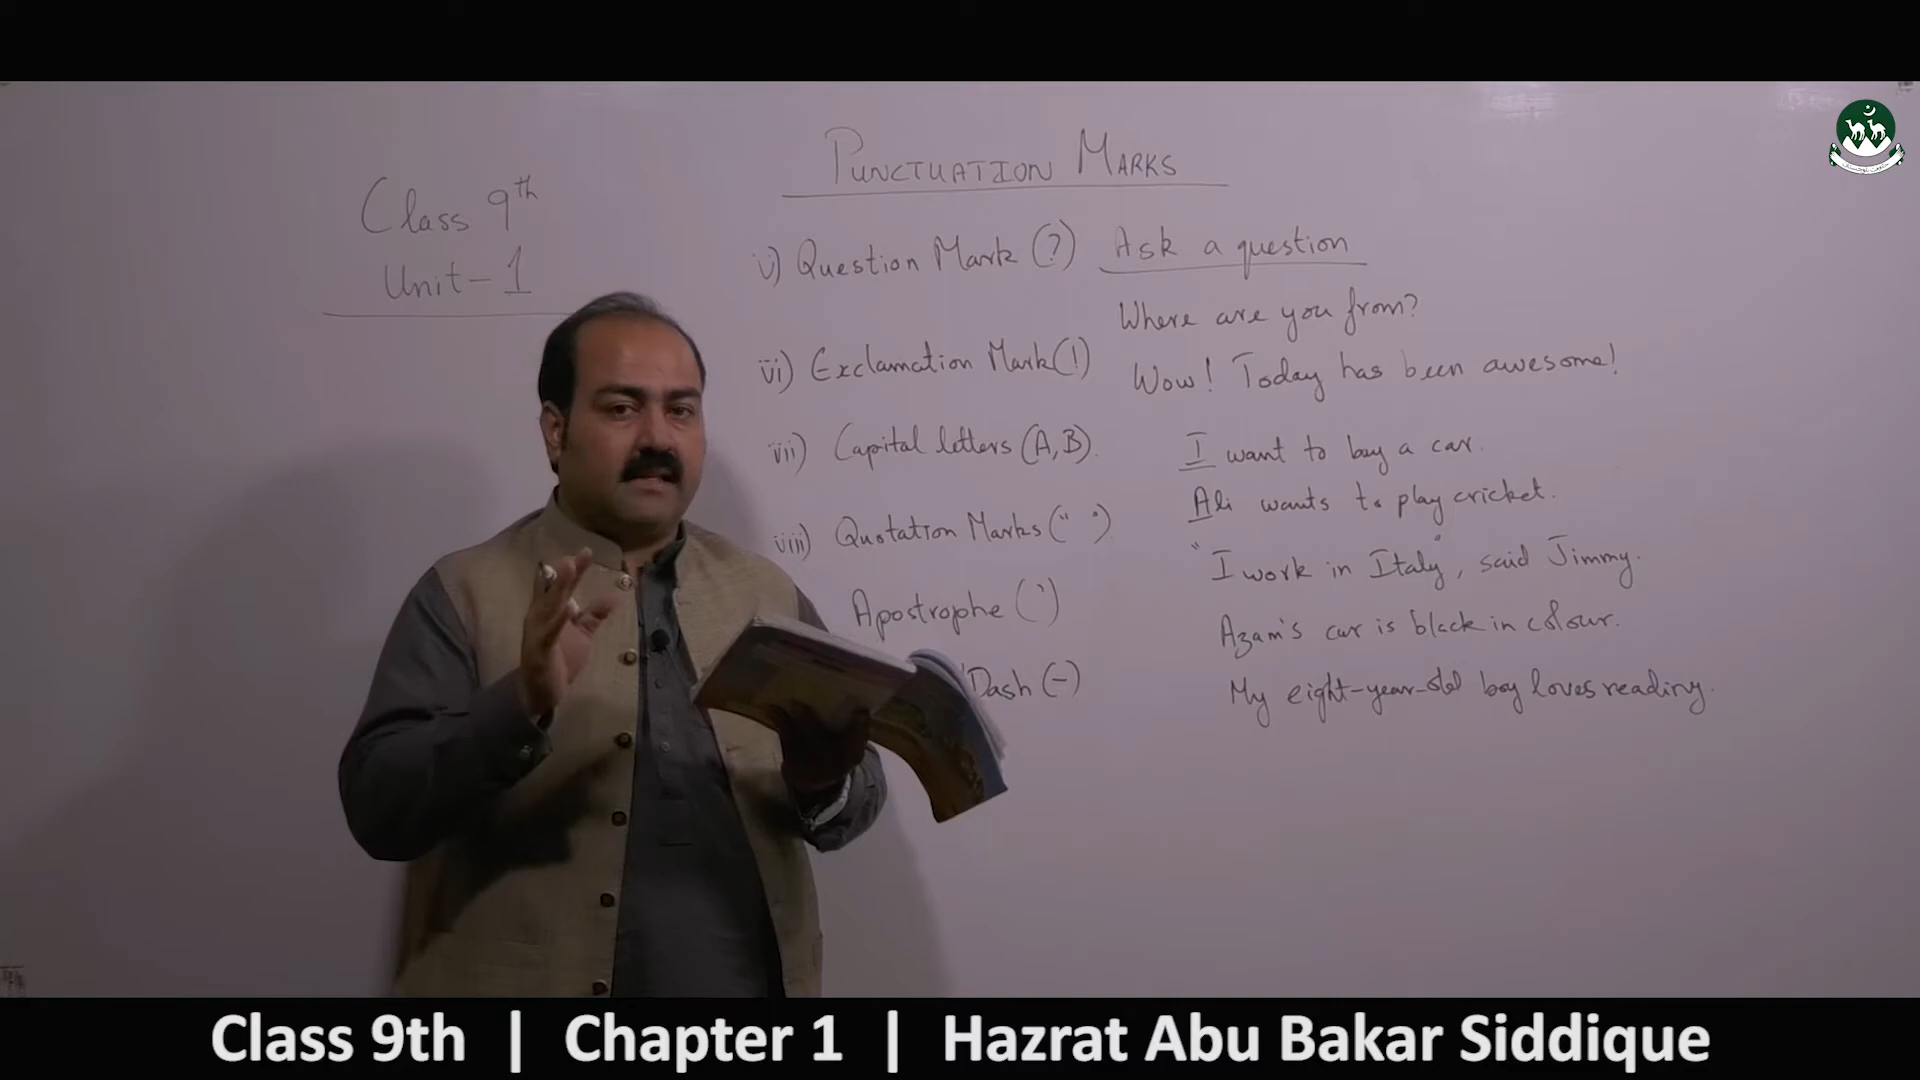 PUNCTUATION MARKS
Class 9th
Unit-1
v) Question Mark (?) Ask a question
Where are you from?
vi) Exclamation Mark (!) Wow! Today has been awesome!
vii) Capital letters (A, B). I want to buy a car.
Ali wants to play cricket.
viii) Quotation Marks (" ") "I work in Italy", said Jimmy.
Apostrophe (') Azam's car is black in colour.
Dash (-) My eight-year-old boy loves reading.
Class 9th | Chapter 1 | Hazrat Abu Bakar Siddique